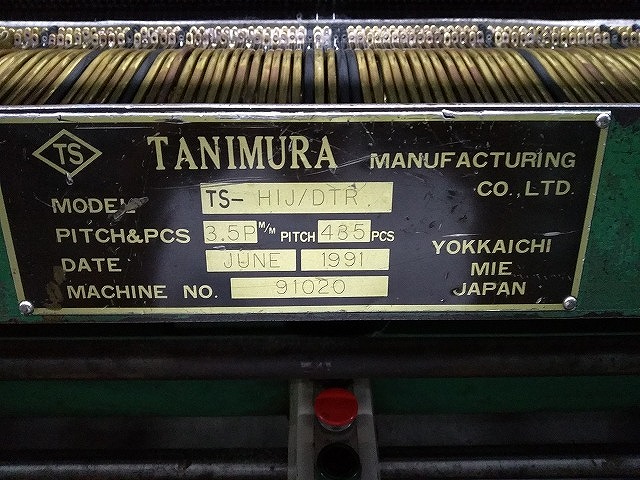 TS
TANIMURA MANUFACTURING
CO., LTD.
MODEL TS- HIJ/DTR
PITCH&PCS 3.5P M/M PITCH 485 PCS
DATE JUNE 1991
MACHINE NO. 91020
YOKKAICHI
MIE
JAPAN